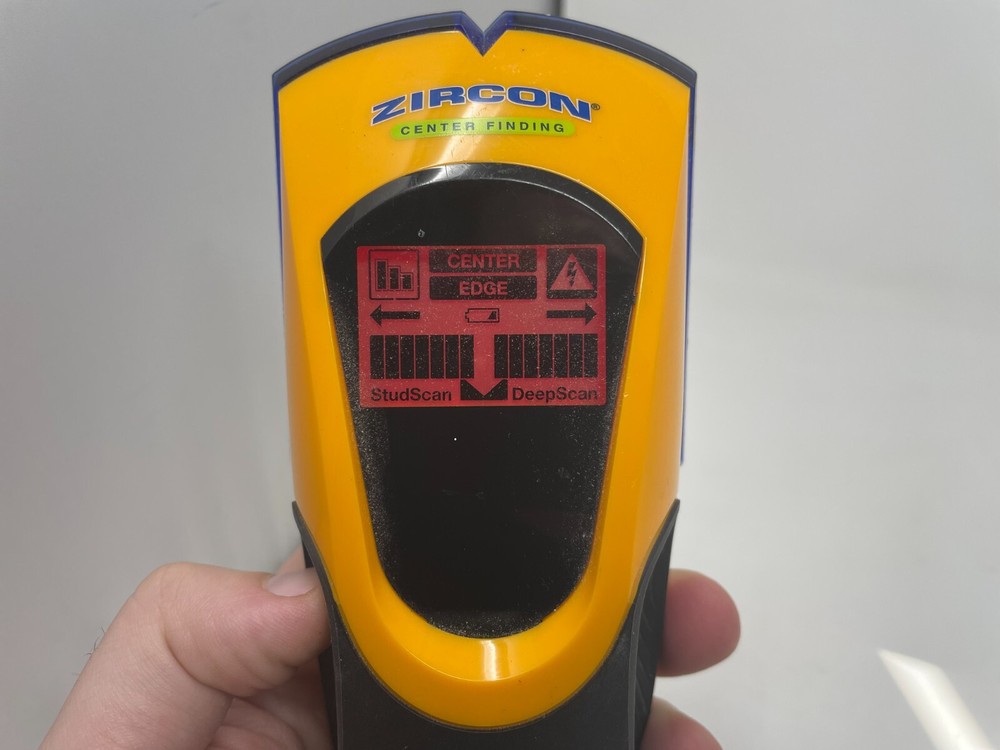 ZIRCON®
CENTER FINDING
CENTER
EDGE
StudScan DeepScan